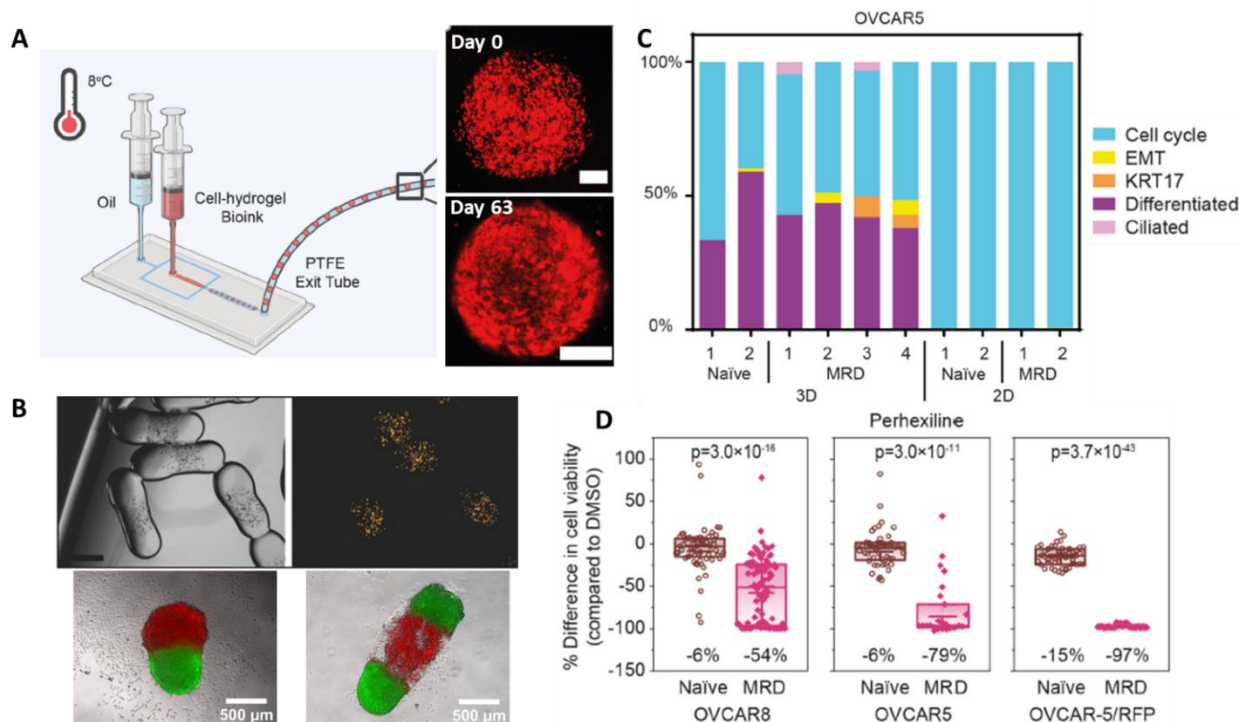 A
8°C
Oil
Cell-hydrogel
Bioink
PTFE
Exit Tube
Day 0
Day 63
B
500 µm
500 µm
C
OVCAR5
100%
50%
0%
1 2 1 2 3 4 1 2 1 2
Naïve MRD Naïve MRD
3D 2D
Cell cycle
EMT
KRT17
Differentiated
Ciliated
D
Perhexiline
% Difference in cell viability
(compared to DMSO)
100
50
0
-50
-100
-150
p=3.0×10⁻¹⁶ p=3.0×10⁻¹¹ p=3.7×10⁻⁴³
-6% -54% -6% -79% -15% -97%
Naïve MRD Naïve MRD Naïve MRD
OVCAR8 OVCAR5 OVCAR-5/RFP